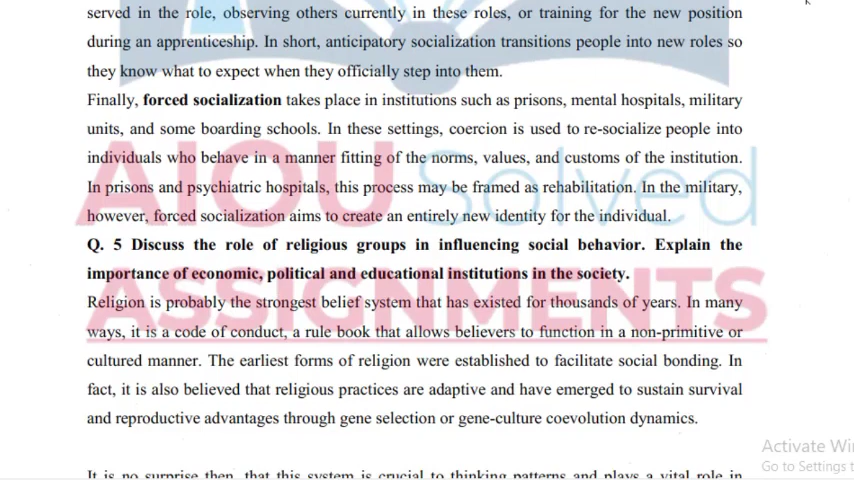 served in the role, observing others currently in these roles, or training for the new position
during an apprenticeship. In short, anticipatory socialization transitions people into new roles so
they know what to expect when they officially step into them.
Finally, forced socialization takes place in institutions such as prisons, mental hospitals, military
units, and some boarding schools. In these settings, coercion is used to re-socialize people into
individuals who behave in a manner fitting of the norms, values, and customs of the institution.
In prisons and psychiatric hospitals, this process may be framed as rehabilitation. In the military,
however, forced socialization aims to create an entirely new identity for the individual.
Q. 5 Discuss the role of religious groups in influencing social behavior. Explain the
importance of economic, political and educational institutions in the society.
Religion is probably the strongest belief system that has existed for thousands of years. In many
ways, it is a code of conduct, a rule book that allows believers to function in a non-primitive or
cultured manner. The earliest forms of religion were established to facilitate social bonding. In
fact, it is also believed that religious practices are adaptive and have emerged to sustain survival
and reproductive advantages through gene selection or gene-culture coevolution dynamics.
It is no surprise then, that this system is crucial to thinking patterns and plays a vital role in
AIOU Solved
ASSIGNMENTS
Activate Wi
Go to Settings t